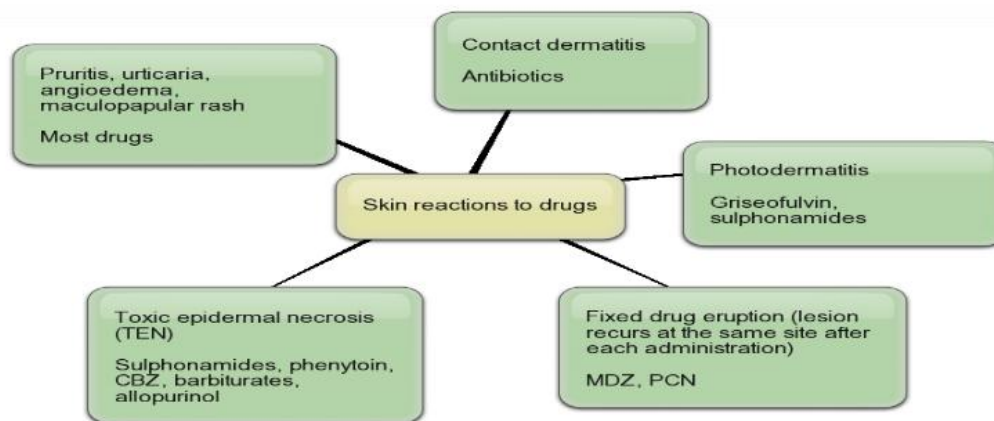 Pruritis, urticaria,
angioedema,
maculopapular rash
Most drugs
Contact dermatitis
Antibiotics
Photodermatitis
Griseofulvin,
sulphonamides
Skin reactions to drugs
Toxic epidermal necrosis
(TEN)
Sulphonamides, phenytoin,
CBZ, barbiturates,
allopurinol
Fixed drug eruption (lesion
recurs at the same site after
each administration)
MDZ, PCN